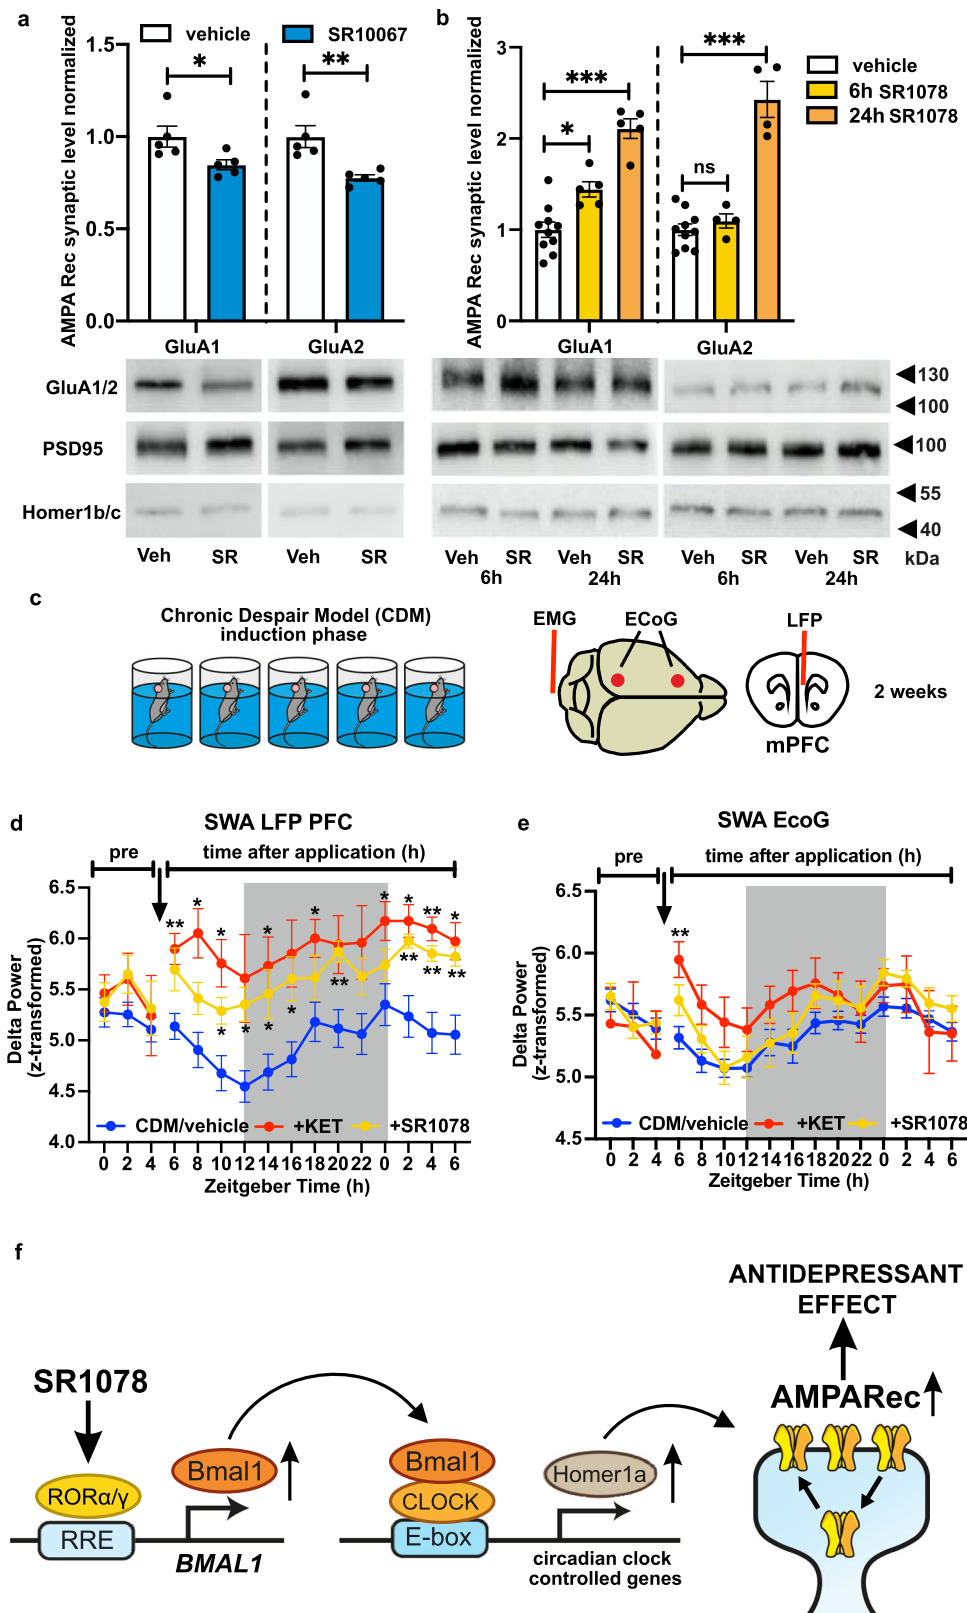 a
AMPA Rec synaptic level normalized
vehicle
SR10067
1.5
1.0
0.5
0.0
*
**
GluA1
GluA2
b
AMPA Rec synaptic level normalized
3
2
1
0
***
*
***
ns
vehicle
6h SR1078
24h SR1078
GluA1
GluA2
GluA1/2
PSD95
Homer1b/c
130
100
100
55
40
kDa
Veh SR Veh SR
Veh SR Veh SR Veh SR Veh SR
6h 24h 6h 24h
c
Chronic Despair Model (CDM)
induction phase
EMG
ECoG
LFP
mPFC
2 weeks
d
SWA LFP PFC
pre
time after application (h)
Delta Power
(z-transformed)
6.5
6.0
5.5
5.0
4.5
4.0
** * * * * * * ** *
* * * * ** ** ** **
CDM/vehicle +KET +SR1078
0 2 4 6 8 10 12 14 16 18 20 22 0 2 4 6
Zeitgeber Time (h)
e
SWA EcoG
pre
time after application (h)
Delta Power
(z-transformed)
6.5
6.0
5.5
5.0
4.5
**
CDM/vehicle +KET +SR1078
0 2 4 6 8 10 12 14 16 18 20 22 0 2 4 6
Zeitgeber Time (h)
f
SR1078
RORα/γ
RRE
Bmal1
BMAL1
Bmal1
CLOCK
E-box
Homer1a
circadian clock
controlled genes
ANTIDEPRESSANT
EFFECT
AMPARec